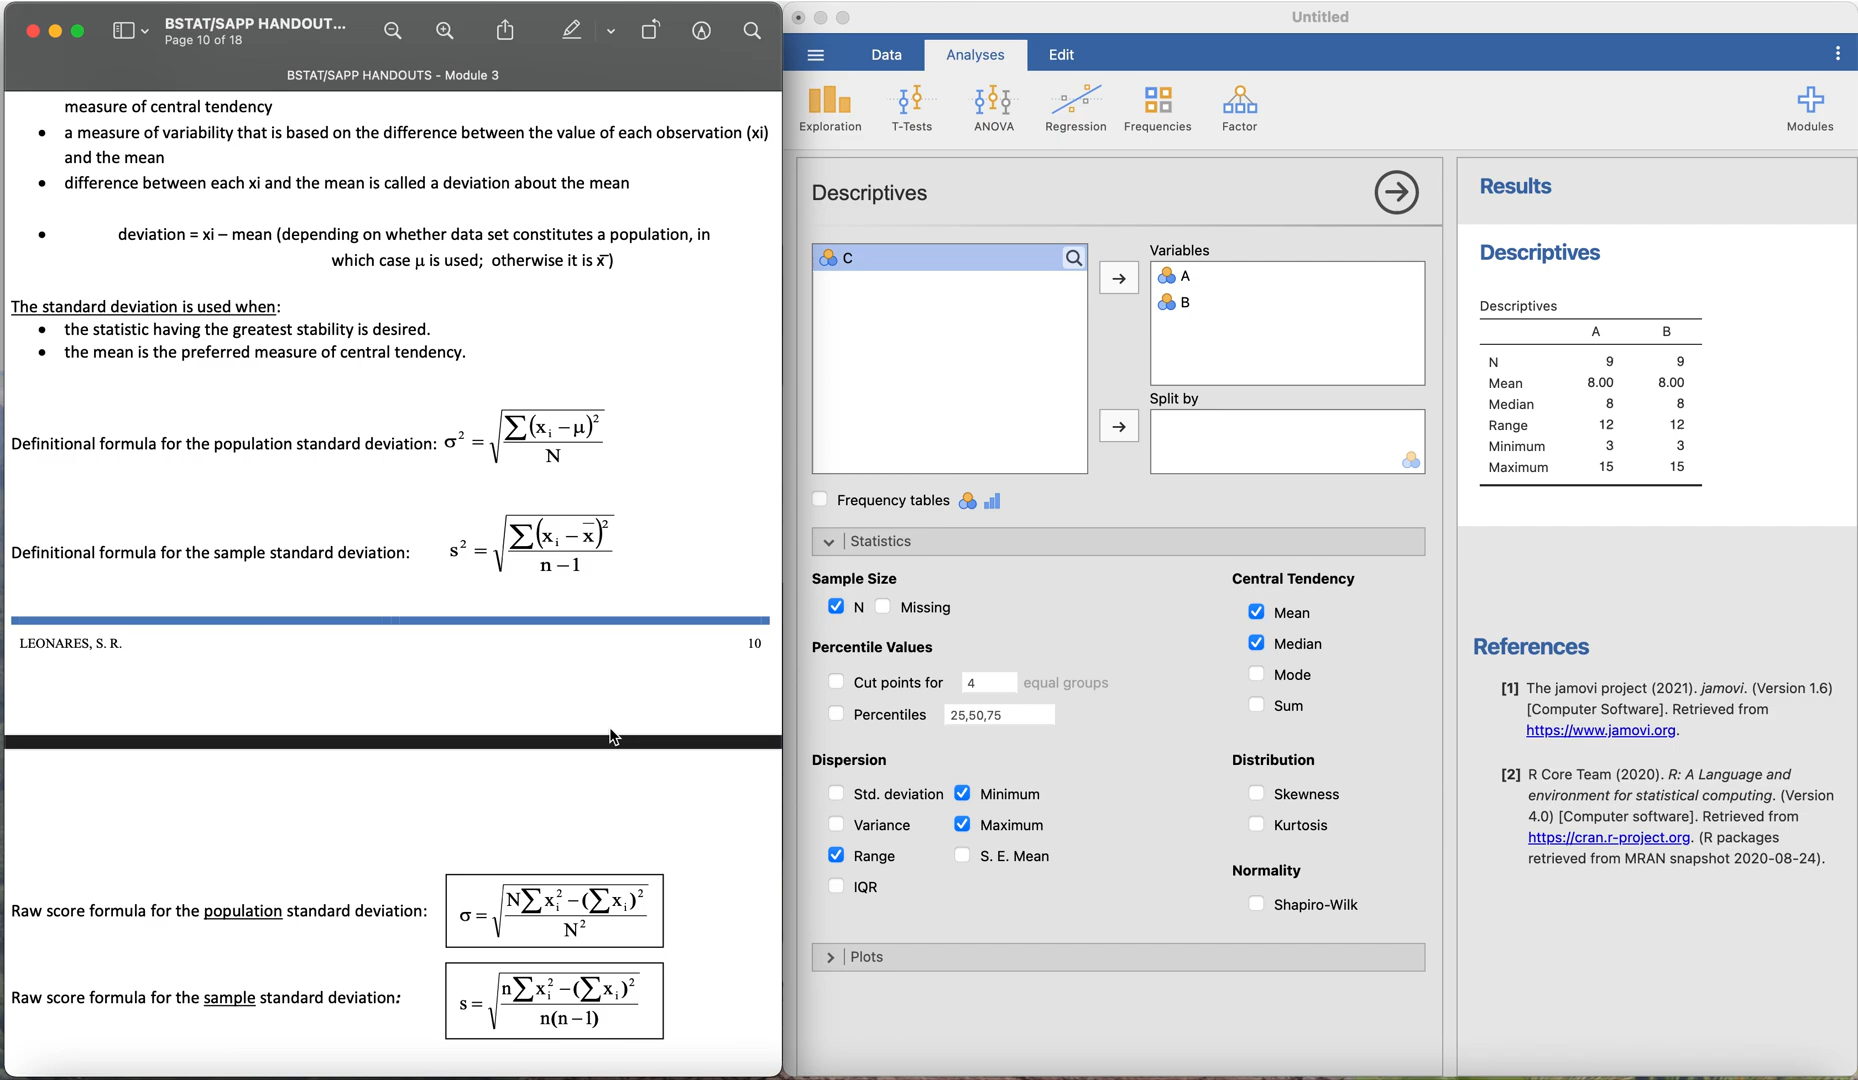 BSTAT/SAPP HANDOUT...
Page 10 of 18
BSTAT/SAPP HANDOUTS - Module 3
measure of central tendency
• a measure of variability that is based on the difference between the value of each observation (xi)
and the mean
• difference between each xi and the mean is called a deviation about the mean
• deviation = xi – mean (depending on whether data set constitutes a population, in
which case µ is used; otherwise it is x̅)
The standard deviation is used when:
• the statistic having the greatest stability is desired.
• the mean is the preferred measure of central tendency.
Definitional formula for the population standard deviation: σ² = √(∑(xᵢ – µ)² / N)
Definitional formula for the sample standard deviation: s² = √(∑(xᵢ – x̅)² / n – 1)
LEONARES, S. R. 10
Raw score formula for the population standard deviation: σ = √(N∑xᵢ² – (∑xᵢ)² / N²)
Raw score formula for the sample standard deviation: s = √(n∑xᵢ² – (∑xᵢ)² / n(n – 1))
Untitled
Data Analyses Edit
Exploration T-Tests ANOVA Regression Frequencies Factor Modules
Descriptives
C
Variables
A
B
Split by
Frequency tables
Statistics
Sample Size
N Missing
Percentile Values
Cut points for 4 equal groups
Percentiles 25,50,75
Dispersion
Std. deviation Minimum
Variance Maximum
Range S. E. Mean
IQR
Central Tendency
Mean
Median
Mode
Sum
Distribution
Skewness
Kurtosis
Normality
Shapiro-Wilk
Plots
Results
Descriptives
Descriptives
A B
N 9 9
Mean 8.00 8.00
Median 8 8
Range 12 12
Minimum 3 3
Maximum 15 15
References
[1] The jamovi project (2021). jamovi. (Version 1.6)
[Computer Software]. Retrieved from
https://www.jamovi.org.
[2] R Core Team (2020). R: A Language and
environment for statistical computing. (Version
4.0) [Computer software]. Retrieved from
https://cran.r-project.org. (R packages
retrieved from MRAN snapshot 2020-08-24).